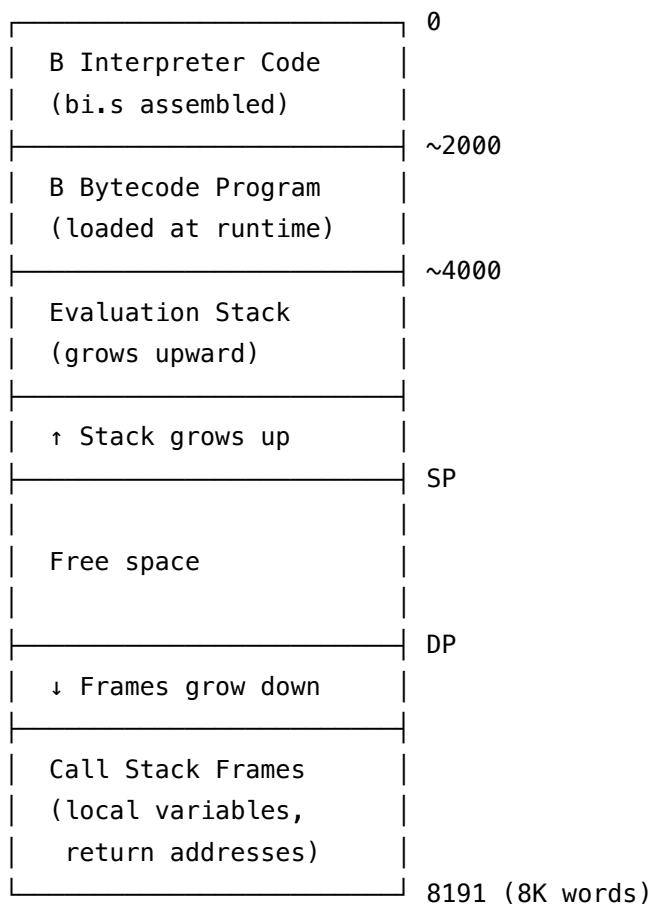 0
B Interpreter Code
(bi.s assembled)
~2000
B Bytecode Program
(loaded at runtime)
~4000
Evaluation Stack
(grows upward)
↑ Stack grows up
SP
Free space
DP
↓ Frames grow down
Call Stack Frames
(local variables,
return addresses)
8191 (8K words)